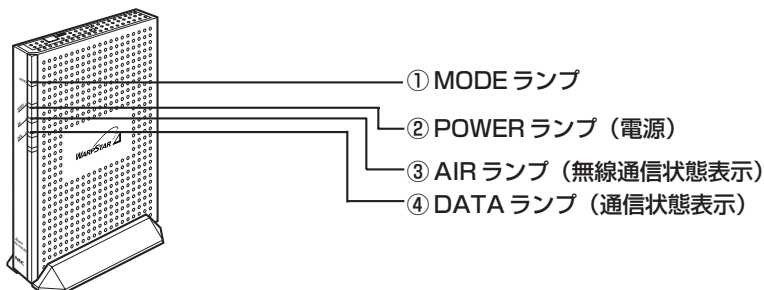 ① MODE ランプ
② POWER ランプ（電源）
③ AIR ランプ（無線通信状態表示）
④ DATA ランプ（通信状態表示）
WARPSTAR